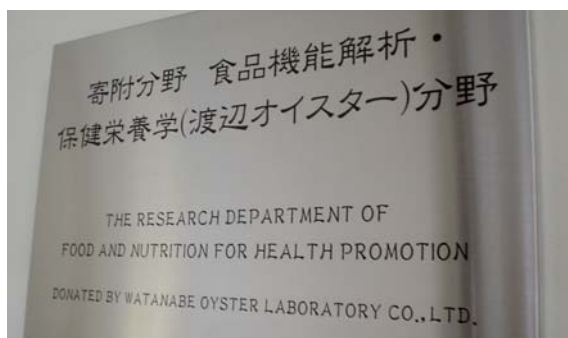 寄附分野 食品機能解析・
保健栄養学(渡辺オイスター)分野
THE RESEARCH DEPARTMENT OF
FOOD AND NUTRITION FOR HEALTH PROMOTION
DONATED BY WATANABE OYSTER LABORATORY CO.,LTD.